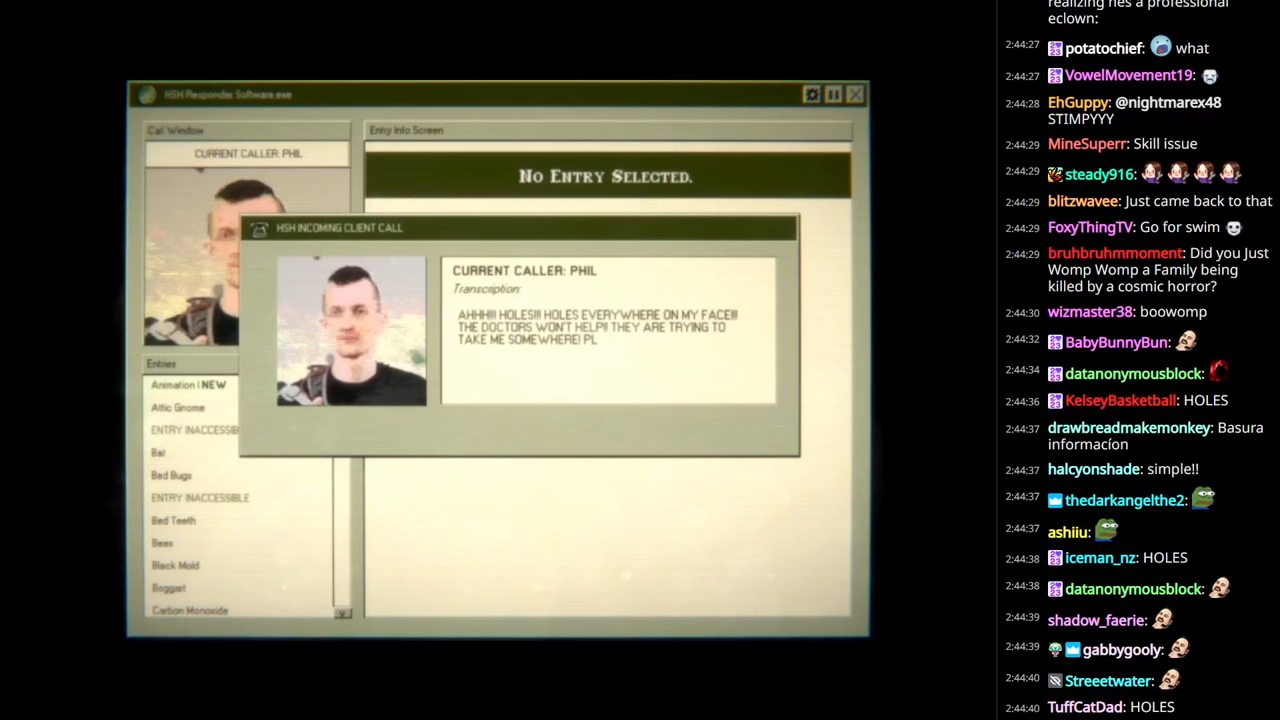 HSH Responder Software.exe
Call Window
CURRENT CALLER: PHIL
Entry Info Screen
No Entry Selected.
HSH INCOMING CLIENT CALL
CURRENT CALLER: PHIL
Transcription:
AHHH!!! HOLES!!! HOLES EVERYWHERE ON MY FACE!!!
THE DOCTORS WON'T HELP!! THEY ARE TRYING TO
TAKE ME SOMEWHERE! PL
Entries
Animation | NEW
Attic Gnome
ENTRY INACCESSIB
Bat
Bed Bugs
ENTRY INACCESSIBLE
Bed Teeth
Bees
Black Mold
Boggart
Carbon Monoxide
realizing hes a professional
eclown:
2:44:27 potatochief: what
2:44:27 VowelMovement19:
2:44:28 EhGuppy: @nightmarex48
STIMPYYY
2:44:29 MineSuperr: Skill issue
2:44:29 steady916:
2:44:29 blitzwavee: Just came back to that
2:44:29 FoxyThingTV: Go for swim
2:44:29 bruhbruhmmoment: Did you Just
Womp Womp a Family being
killed by a cosmic horror?
2:44:30 wizmaster38: boowomp
2:44:32 BabyBunnyBun:
2:44:34 datanonymousblock:
2:44:36 KelseyBasketball: HOLES
2:44:37 drawbreadmakemonkey: Basura
informacíon
2:44:37 halcyonshade: simple!!
2:44:37 thedarkangelthe2:
2:44:37 ashiiu:
2:44:38 iceman_nz: HOLES
2:44:38 datanonymousblock:
2:44:39 shadow_faerie:
2:44:39 gabbygooly:
2:44:40 Streeetwater:
2:44:40 TuffCatDad: HOLES